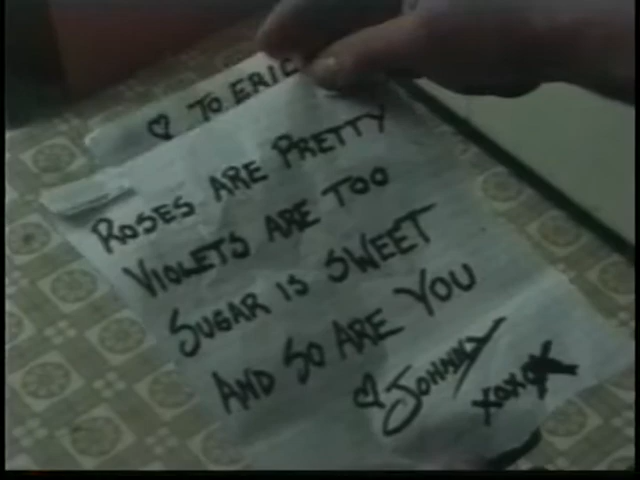 ♡ TO ERIC
ROSES ARE PRETTY
VIOLETS ARE TOO
SUGAR IS SWEET
AND SO ARE YOU
♡ JOHNNY
xoxox